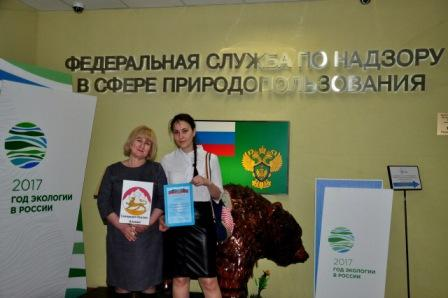 ФЕДЕРАЛЬНАЯ СЛУЖБА ПО НАДЗОРУ
В СФЕРЕ ПРИРОДОПОЛЬЗОВАНИЯ
2017
ГОД ЭКОЛОГИИ
В РОССИИ
2017
ГОД ЭКОЛОГИИ
В РОССИИ